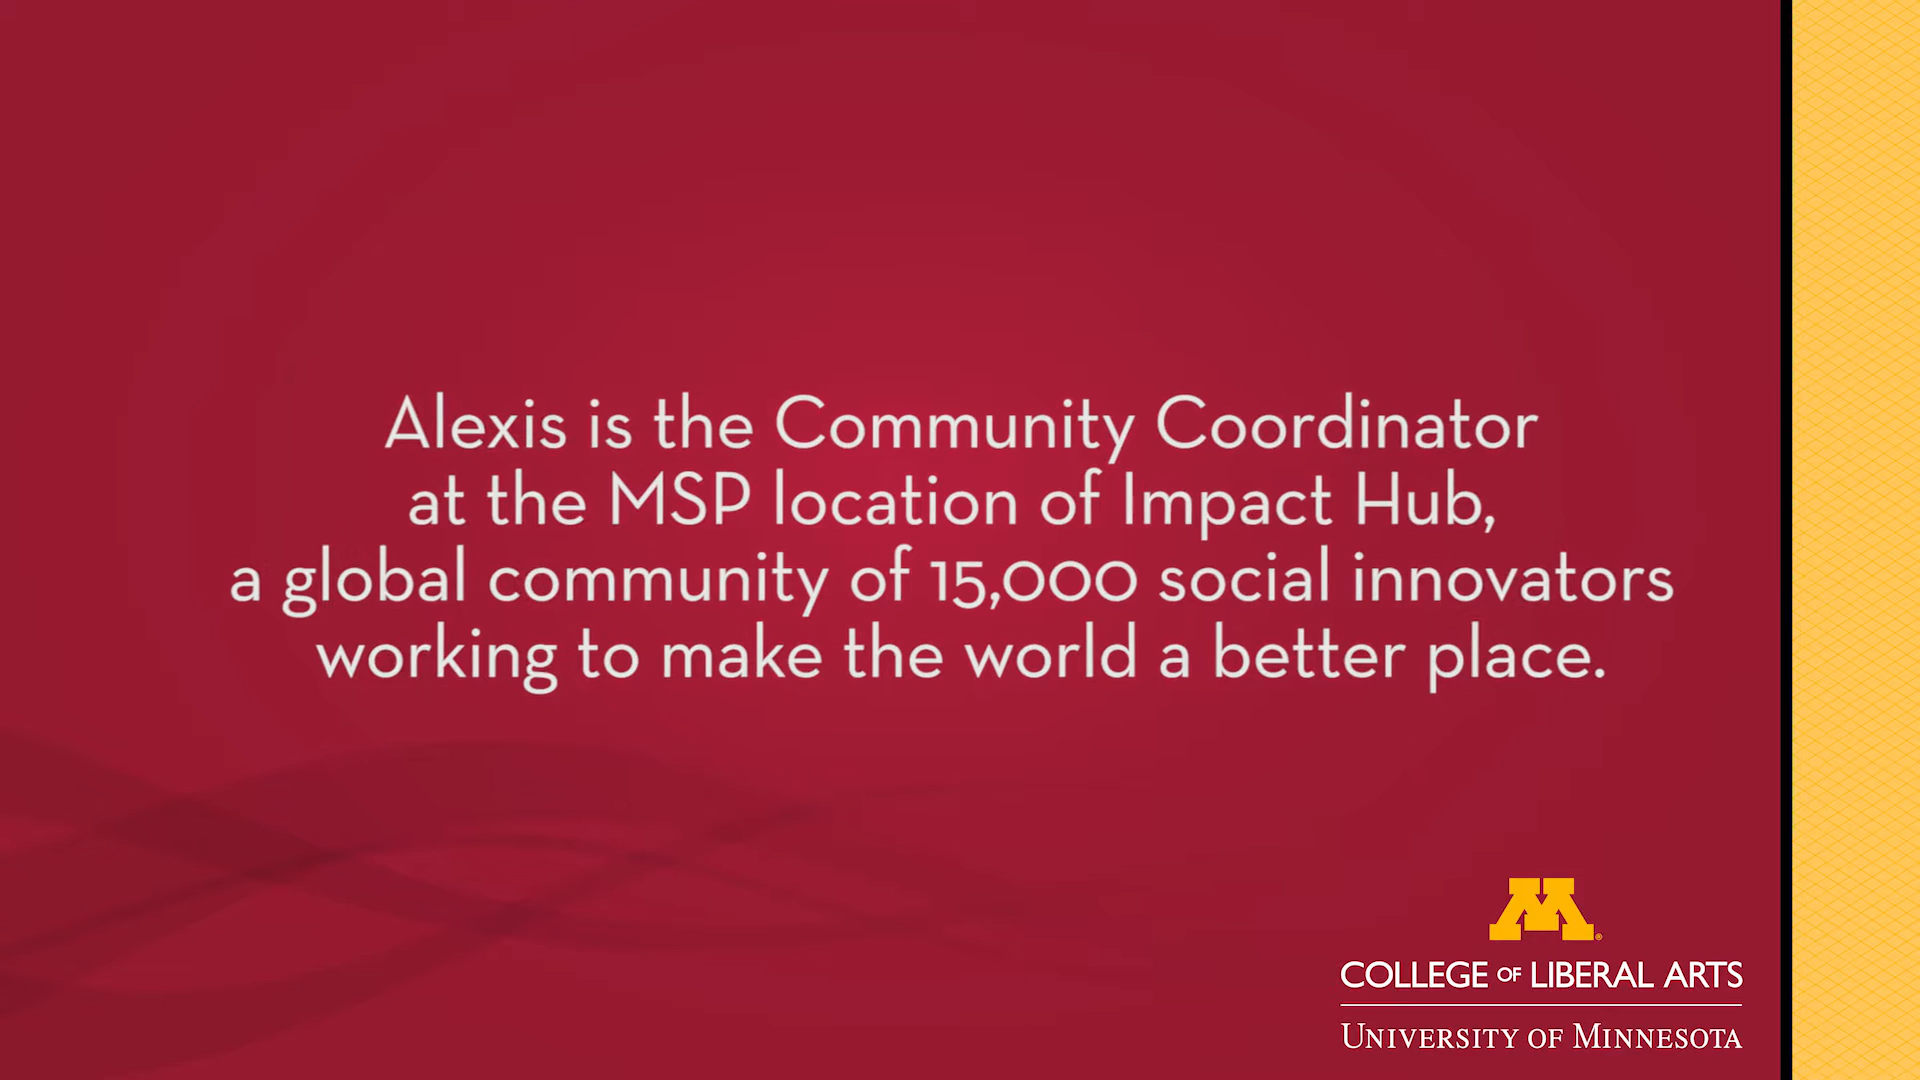 Alexis is the Community Coordinator
at the MSP location of Impact Hub,
a global community of 15,000 social innovators
working to make the world a better place.
M®
COLLEGE OF LIBERAL ARTS
UNIVERSITY OF MINNESOTA